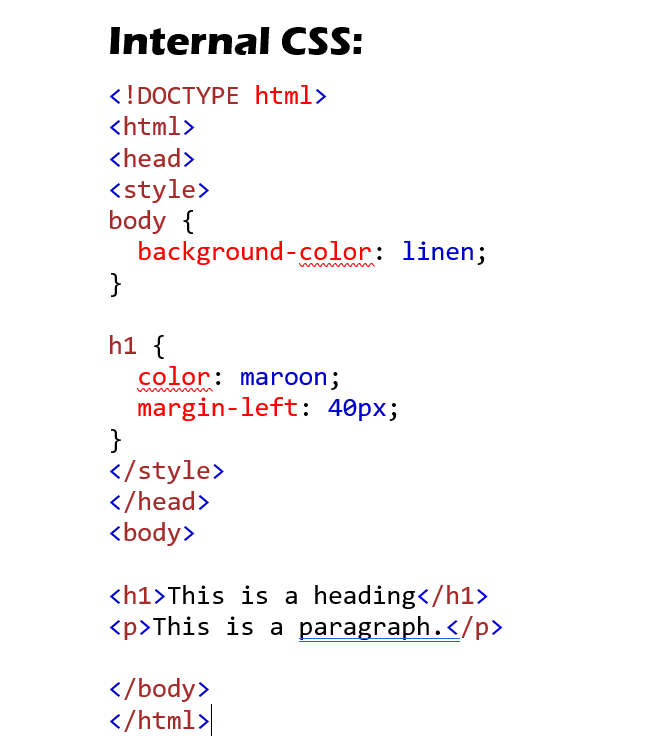 Internal CSS:
<!DOCTYPE html>
<html>
<head>
<style>
body {
  background-color: linen;
}

h1 {
  color: maroon;
  margin-left: 40px;
}
</style>
</head>
<body>

<h1>This is a heading</h1>
<p>This is a paragraph.</p>

</body>
</html>